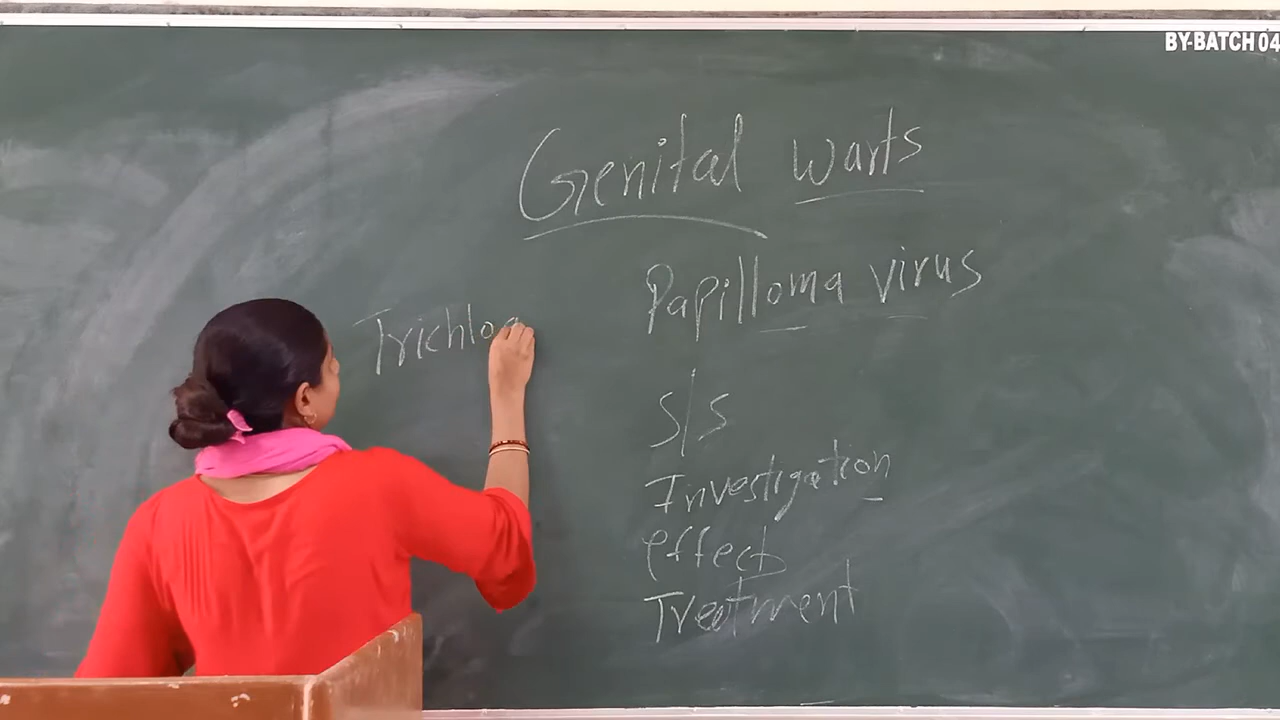 BY-BATCH 04
Genital warts
Papilloma virus
Trichlo
S/S
Investigation
effect
Treatment